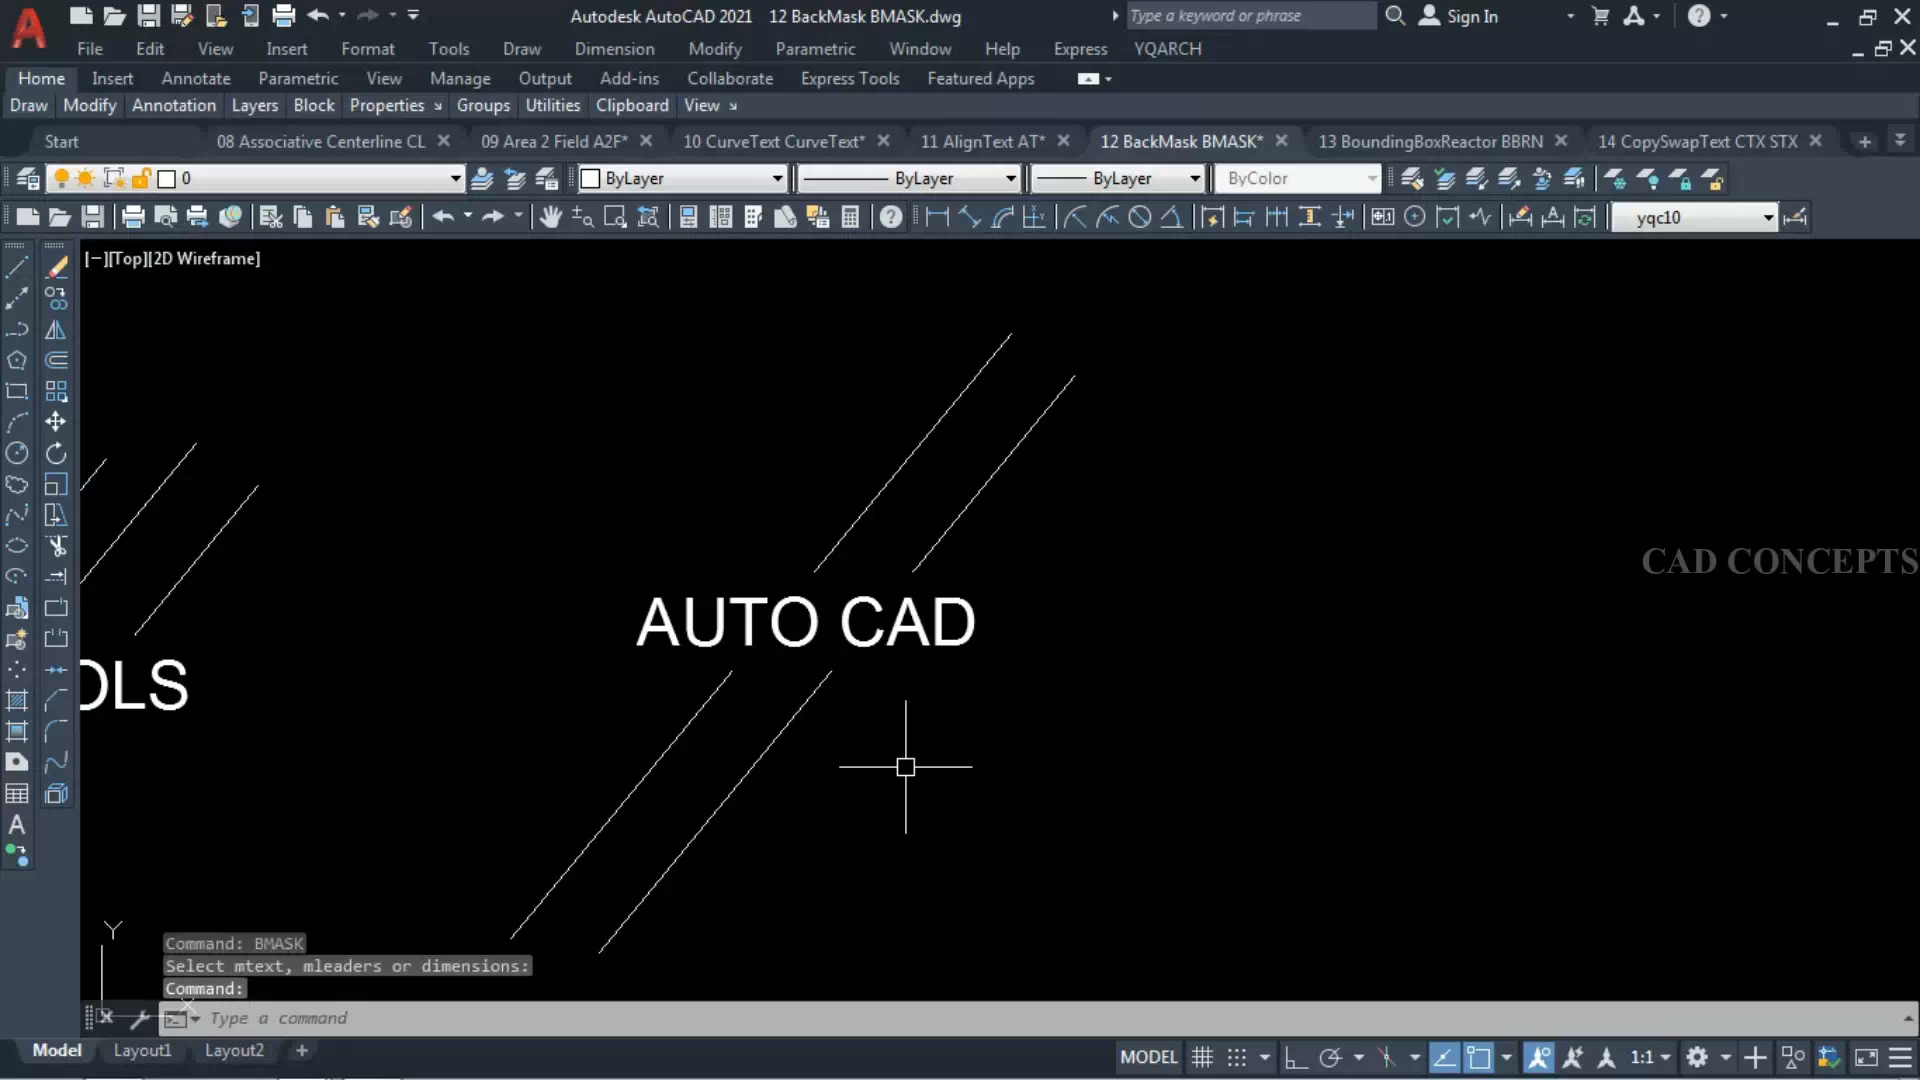 Autodesk AutoCAD 2021 12 BackMask BMASK.dwg
Type a keyword or phrase
Sign In
File Edit View Insert Format Tools Draw Dimension Modify Parametric Window Help Express YQARCH
Home Insert Annotate Parametric View Manage Output Add-ins Collaborate Express Tools Featured Apps
Draw Modify Annotation Layers Block Properties Groups Utilities Clipboard View
Start 08 Associative Centerline CL 09 Area 2 Field A2F* 10 CurveText CurveText* 11 AlignText AT* 12 BackMask BMASK* 13 BoundingBoxReactor BBRN 14 CopySwapText CTX STX
0 ByLayer ByLayer ByLayer ByColor
yqc10
[−][Top][2D Wireframe]
CAD CONCEPTS
AUTO CAD
OLS
Y
Command: BMASK
Select mtext, mleaders or dimensions:
Command:
X
Type a command
Model Layout1 Layout2
MODEL 1:1